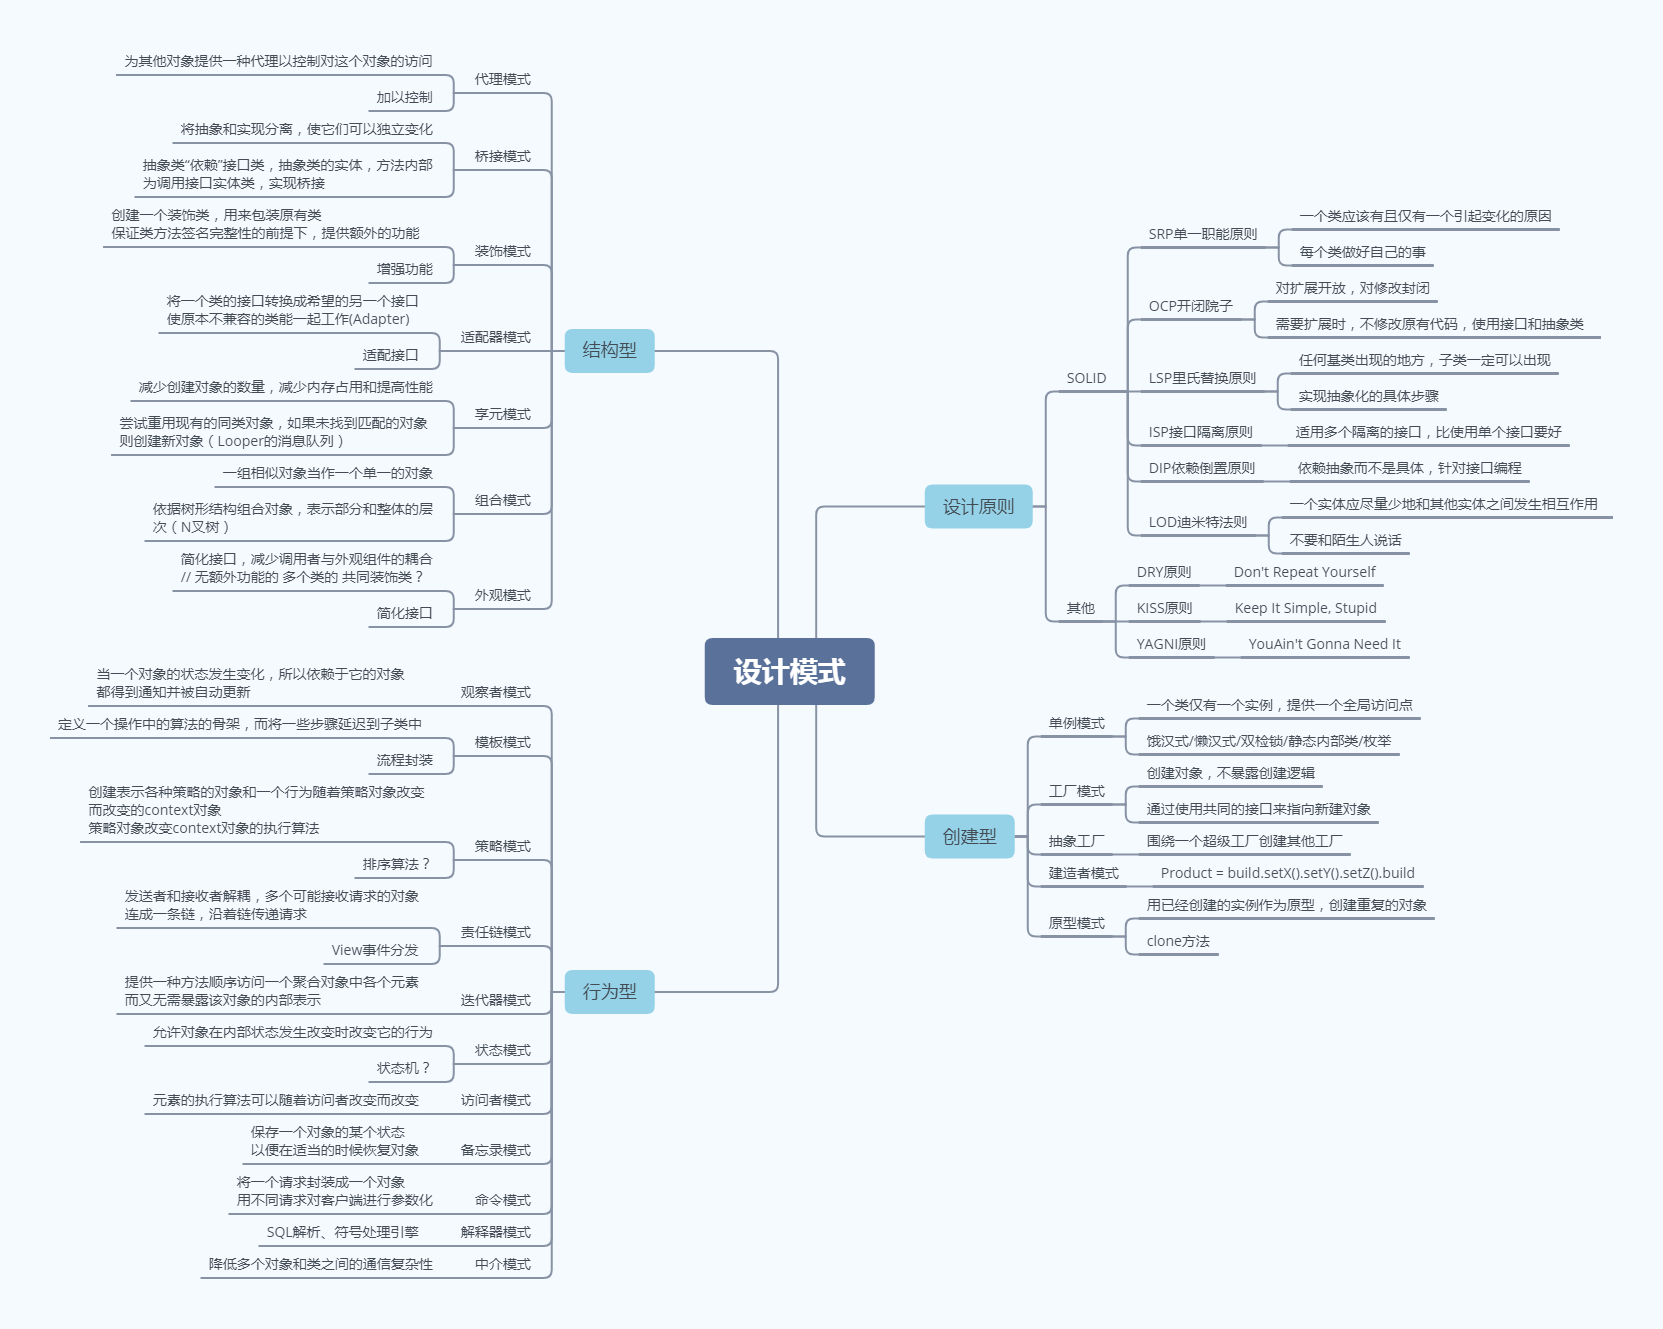 设计模式
结构型
代理模式
为其他对象提供一种代理以控制对这个对象的访问
加以控制
桥接模式
将抽象和实现分离，使它们可以独立变化
抽象类“依赖”接口类，抽象类的实体，方法内部
为调用接口实体类，实现桥接
装饰模式
创建一个装饰类，用来包装原有类
保证类方法签名完整性的前提下，提供额外的功能
增强功能
适配器模式
将一个类的接口转换成希望的另一个接口
使原本不兼容的类能一起工作(Adapter)
适配接口
享元模式
减少创建对象的数量，减少内存占用和提高性能
尝试重用现有的同类对象，如果未找到匹配的对象
则创建新对象（Looper的消息队列）
组合模式
一组相似对象当作一个单一的对象
依据树形结构组合对象，表示部分和整体的层
次（N叉树）
外观模式
简化接口，减少调用者与外观组件的耦合
// 无额外功能的 多个类的 共同装饰类？
简化接口
行为型
观察者模式
当一个对象的状态发生变化，所以依赖于它的对象
都得到通知并被自动更新
模板模式
定义一个操作中的算法的骨架，而将一些步骤延迟到子类中
流程封装
策略模式
创建表示各种策略的对象和一个行为随着策略对象改变
而改变的context对象
策略对象改变context对象的执行算法
排序算法？
责任链模式
发送者和接收者解耦，多个可能接收请求的对象
连成一条链，沿着链传递请求
View事件分发
迭代器模式
提供一种方法顺序访问一个聚合对象中各个元素
而又无需暴露该对象的内部表示
状态模式
允许对象在内部状态发生改变时改变它的行为
状态机？
访问者模式
元素的执行算法可以随着访问者改变而改变
备忘录模式
保存一个对象的某个状态
以便在适当的时候恢复对象
命令模式
将一个请求封装成一个对象
用不同请求对客户端进行参数化
解释器模式
SQL解析、符号处理引擎
中介模式
降低多个对象和类之间的通信复杂性
设计原则
SOLID
SRP单一职能原则
一个类应该有且仅有一个引起变化的原因
每个类做好自己的事
OCP开闭院子
对扩展开放，对修改封闭
需要扩展时，不修改原有代码，使用接口和抽象类
LSP里氏替换原则
任何基类出现的地方，子类一定可以出现
实现抽象化的具体步骤
ISP接口隔离原则
适用多个隔离的接口，比使用单个接口要好
DIP依赖倒置原则
依赖抽象而不是具体，针对接口编程
LOD迪米特法则
一个实体应尽量少地和其他实体之间发生相互作用
不要和陌生人说话
其他
DRY原则
Don't Repeat Yourself
KISS原则
Keep It Simple, Stupid
YAGNI原则
YouAin't Gonna Need It
创建型
单例模式
一个类仅有一个实例，提供一个全局访问点
饿汉式/懒汉式/双检锁/静态内部类/枚举
工厂模式
创建对象，不暴露创建逻辑
通过使用共同的接口来指向新建对象
抽象工厂
围绕一个超级工厂创建其他工厂
建造者模式
Product = build.setX().setY().setZ().build
原型模式
用已经创建的实例作为原型，创建重复的对象
clone方法